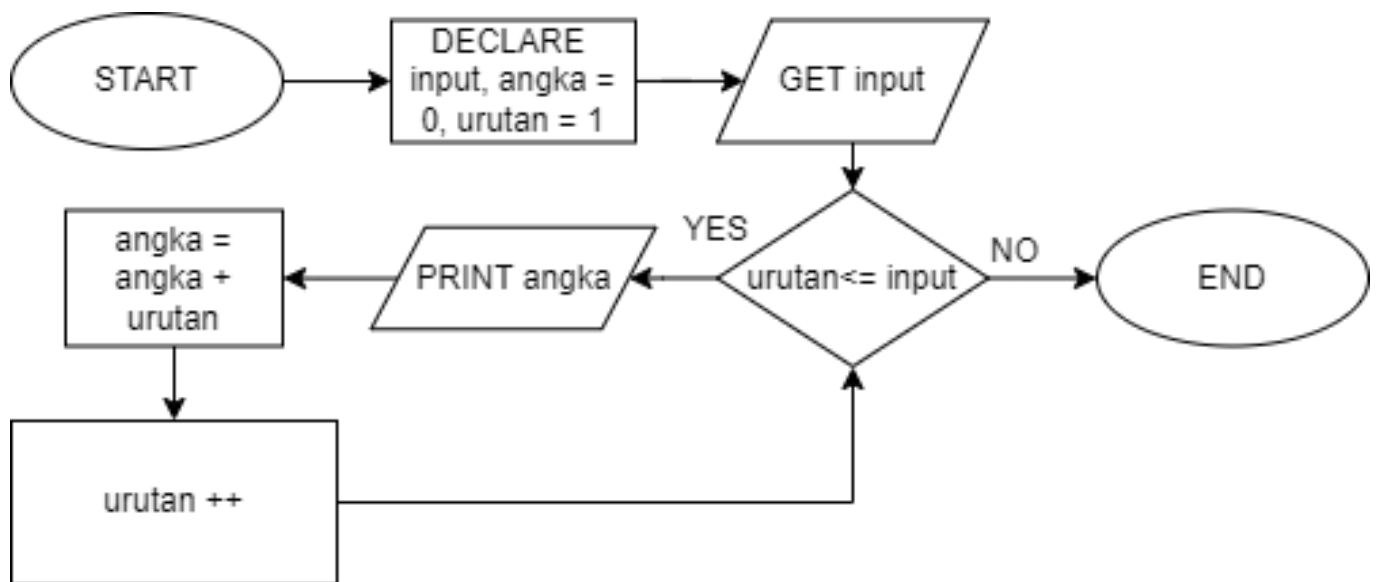 START
DECLARE
input, angka =
0, urutan = 1
GET input
urutan<= input
YES
NO
END
PRINT angka
angka =
angka +
urutan
urutan ++